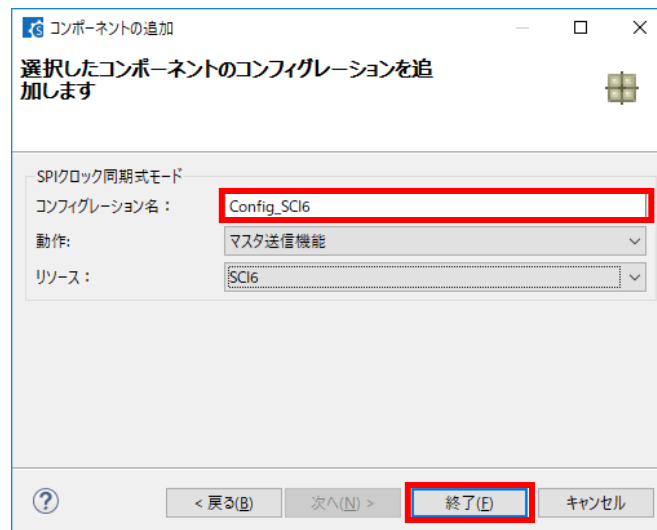 コンポーネントの追加
選択したコンポーネントのコンフィグレーションを追
加します
SPIクロック同期式モード
コンフィグレーション名： Config_SCI6
動作: マスタ送信機能
リソース： SCI6
< 戻る(B) 次へ(N) > 終了(F) キャンセル